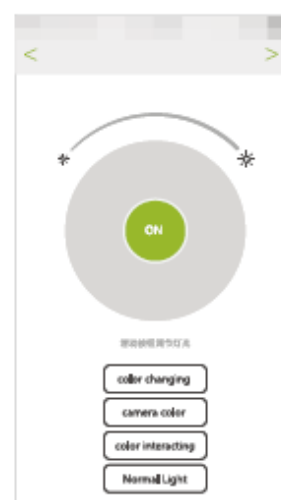 <
>
ON
color changing
camera color
color interacting
Normal Light